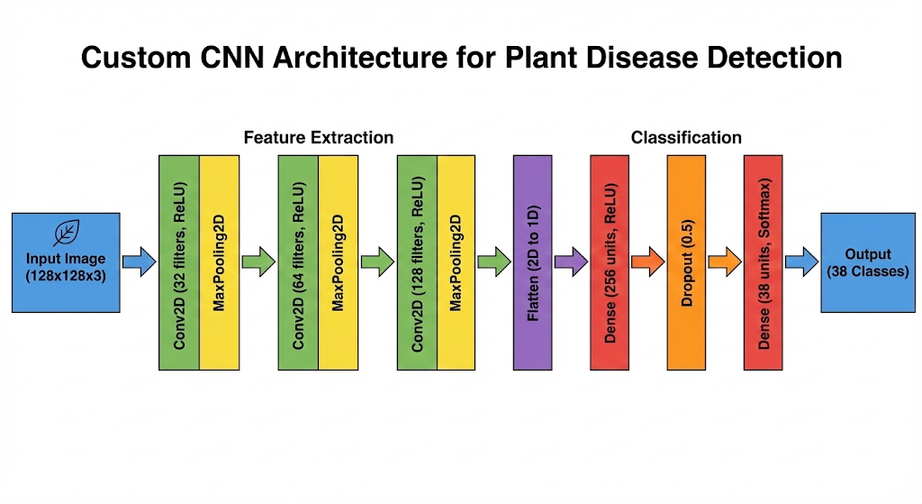 Custom CNN Architecture for Plant Disease Detection
Feature Extraction
Classification
Input Image
(128x128x3)
Conv2D (32 filters, ReLU)
MaxPooling2D
Conv2D (64 filters, ReLU)
MaxPooling2D
Conv2D (128 filters, ReLU)
MaxPooling2D
Flatten (2D to 1D)
Dense (256 units, ReLU)
Dropout (0.5)
Dense (38 units, Softmax)
Output
(38 Classes)